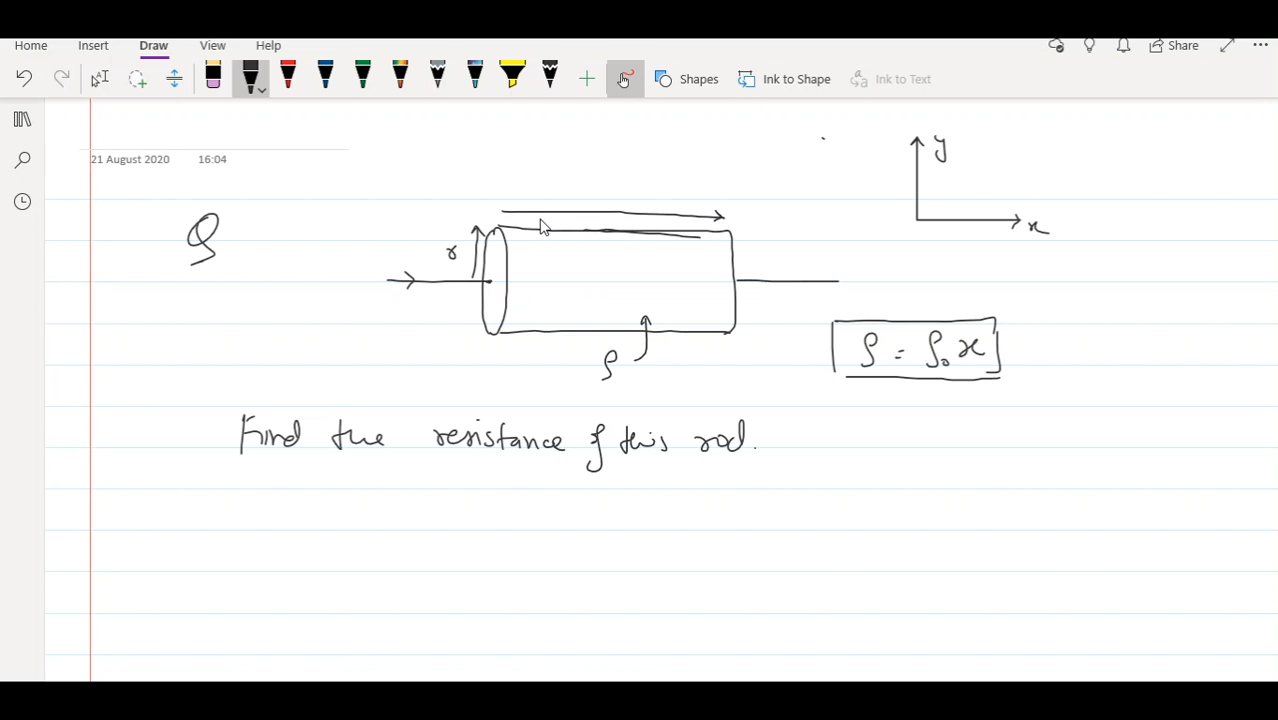 Home Insert Draw View Help Share
Shapes Ink to Shape Ink to Text
21 August 2020 16:04
y
x
Q
r
ρ
ρ = ρ₀ x
Find the resistance of this rod.